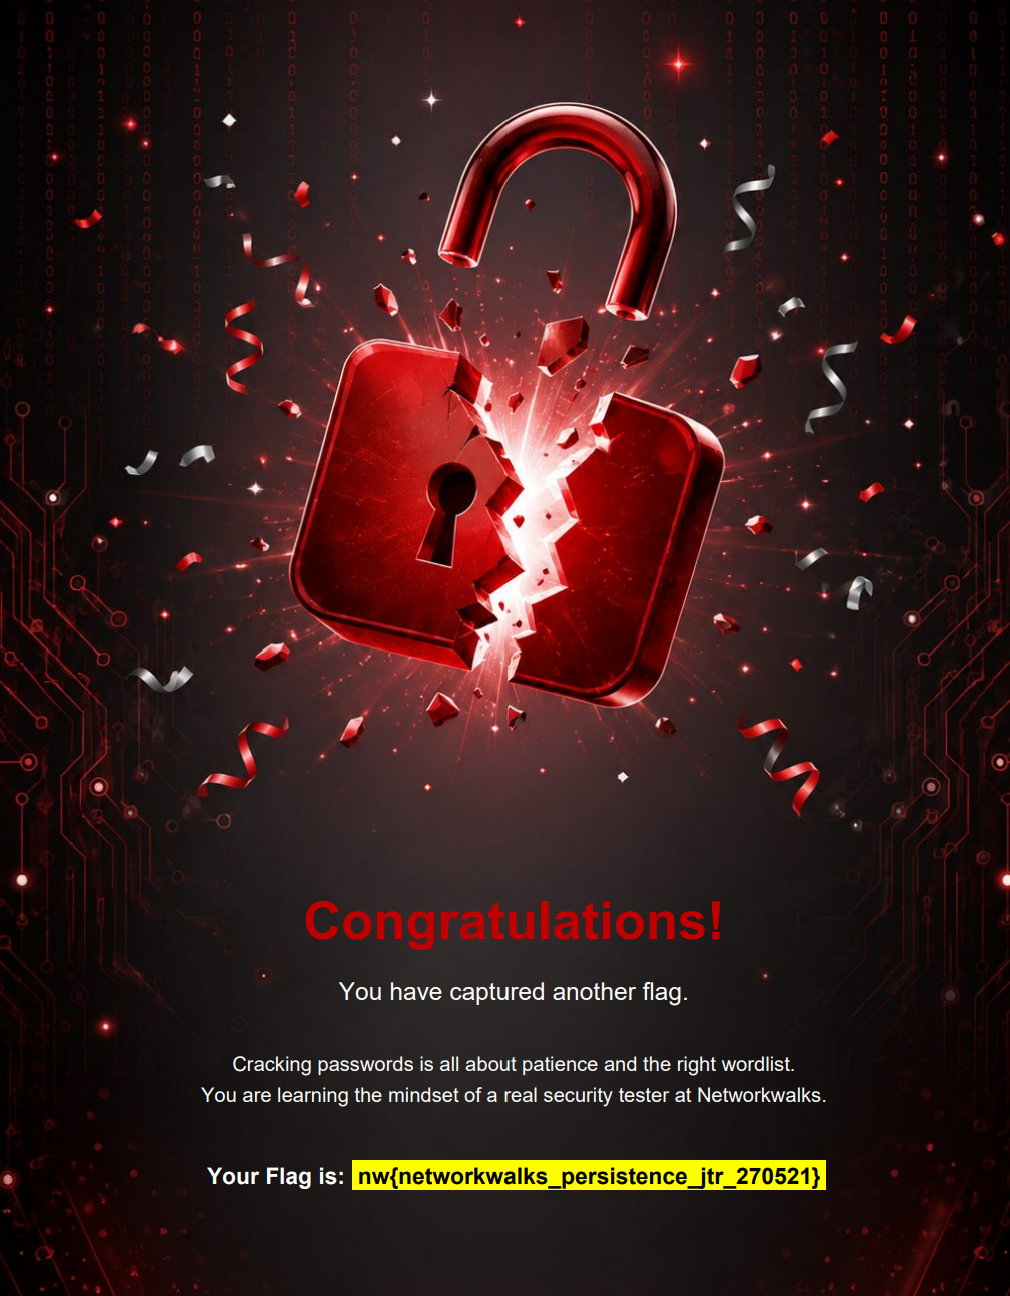 Congratulations!
You have captured another flag.
Cracking passwords is all about patience and the right wordlist.
You are learning the mindset of a real security tester at Networkwalks.
Your Flag is: nw{networkwalks_persistence_jtr_270521}